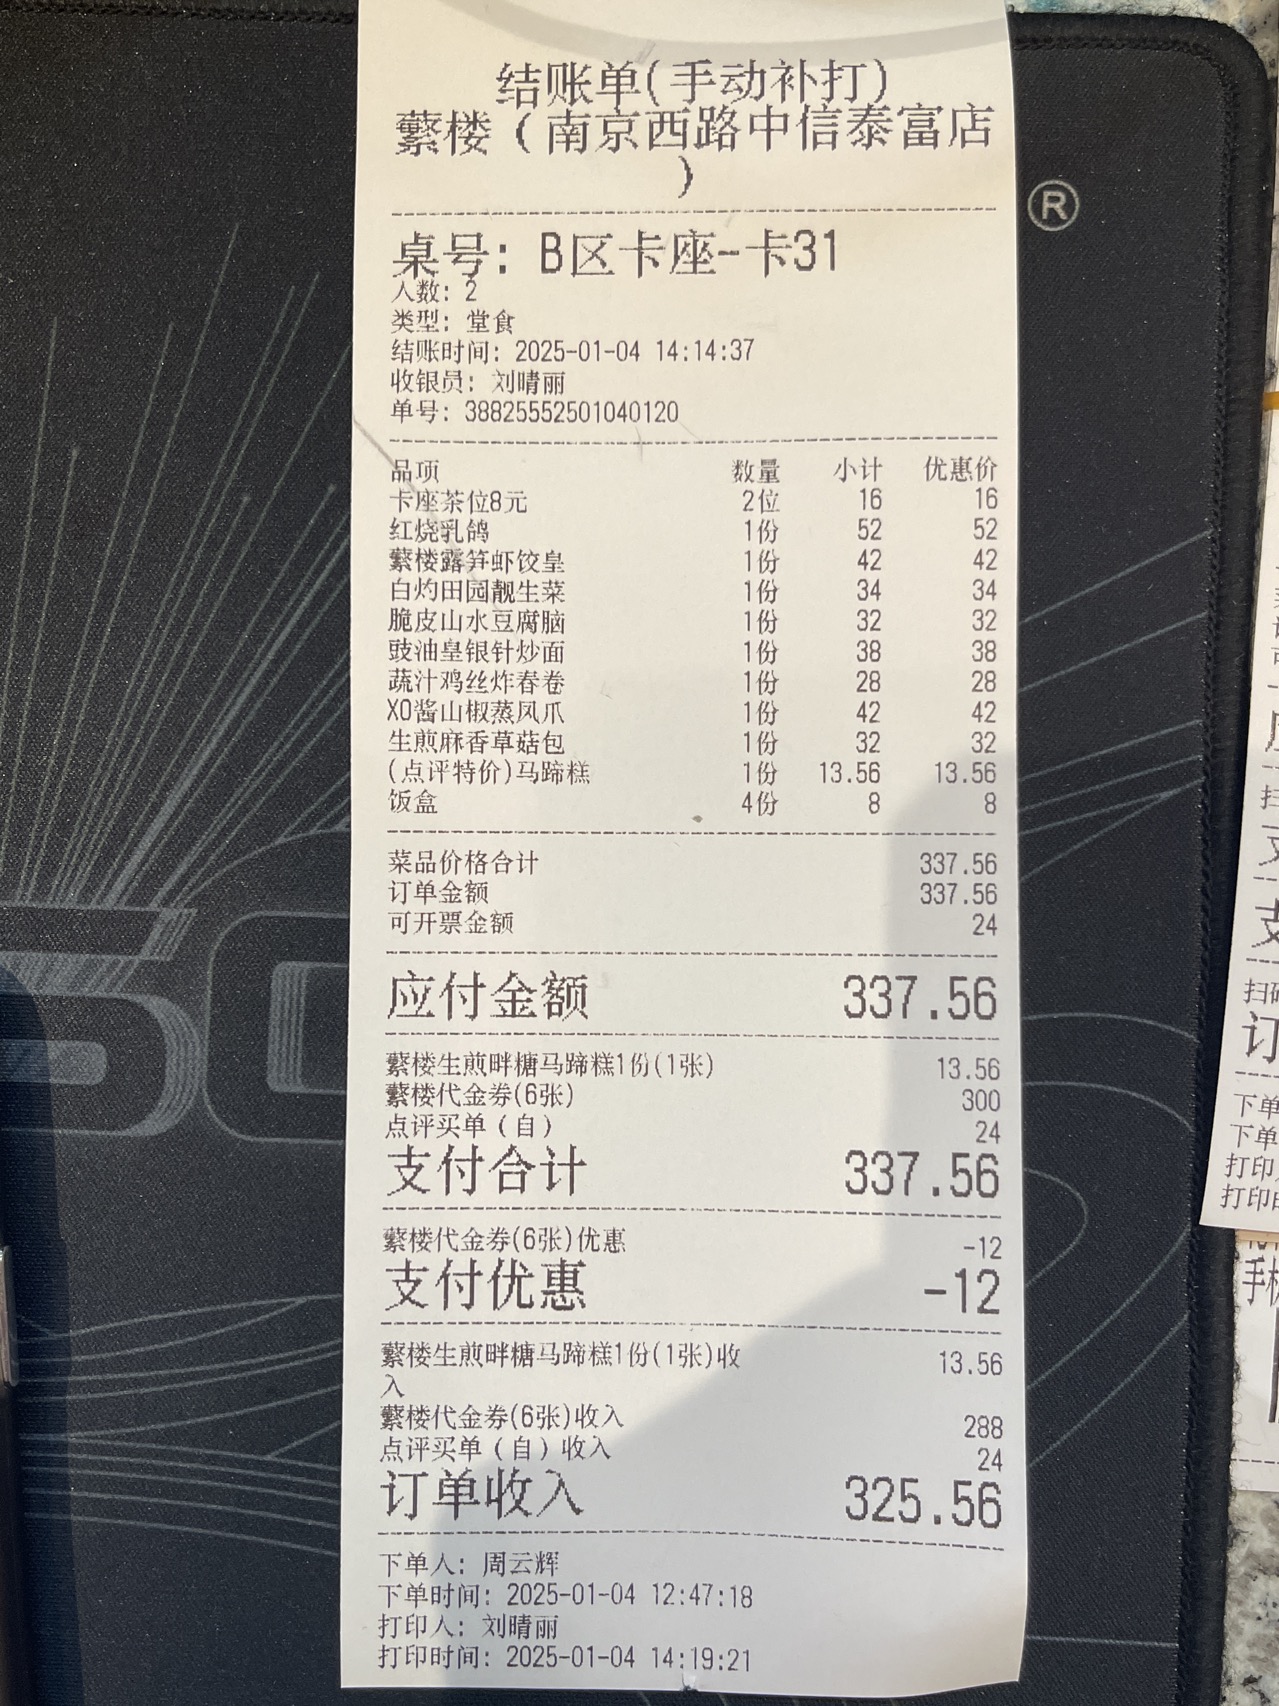 结账单(手动补打)
蘩楼（南京西路中信泰富店
）
桌号：B区卡座-卡31
人数：2
类型：堂食
结账时间：2025-01-04 14:14:37
收银员：刘晴丽
单号：38825552501040120
品项 数量 小计 优惠价
卡座茶位8元 2位 16 16
红烧乳鸽 1份 52 52
蘩楼露笋虾饺皇 1份 42 42
白灼田园靓生菜 1份 34 34
脆皮山水豆腐脑 1份 32 32
豉油皇银针炒面 1份 38 38
蔬汁鸡丝炸春卷 1份 28 28
XO酱山椒蒸凤爪 1份 42 42
生煎麻香草菇包 1份 32 32
(点评特价)马蹄糕 1份 13.56 13.56
饭盒 4份 8 8
菜品价格合计 337.56
订单金额 337.56
可开票金额 24
应付金额 337.56
蘩楼生煎畔糖马蹄糕1份(1张) 13.56
蘩楼代金券(6张) 300
点评买单（自） 24
支付合计 337.56
蘩楼代金券(6张)优惠 -12
支付优惠 -12
蘩楼生煎畔糖马蹄糕1份(1张)收 13.56
入
蘩楼代金券(6张)收入 288
点评买单（自）收入 24
订单收入 325.56
下单人：周云辉
下单时间：2025-01-04 12:47:18
打印人：刘晴丽
打印时间：2025-01-04 14:19:21
®
扫码
订
下单
下单
打印
打印